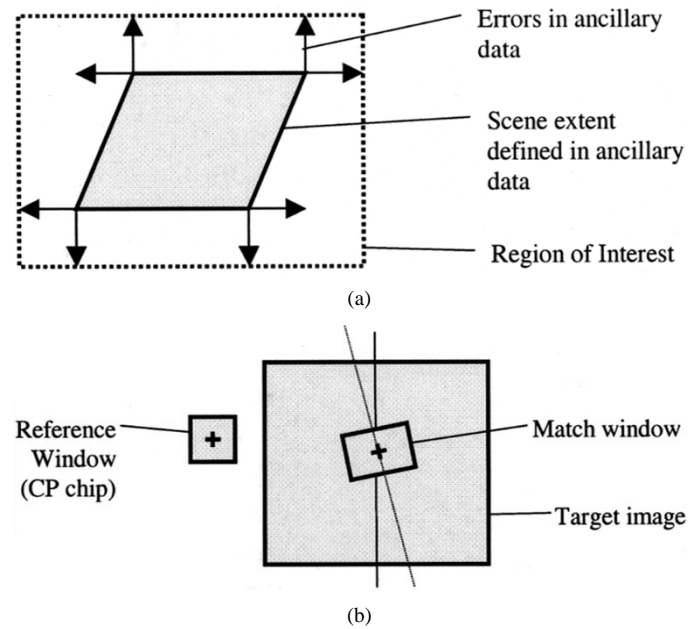 Errors in ancillary
data
Scene extent
defined in ancillary
data
Region of Interest
(a)
Reference
Window
(CP chip)
Match window
Target image
(b)